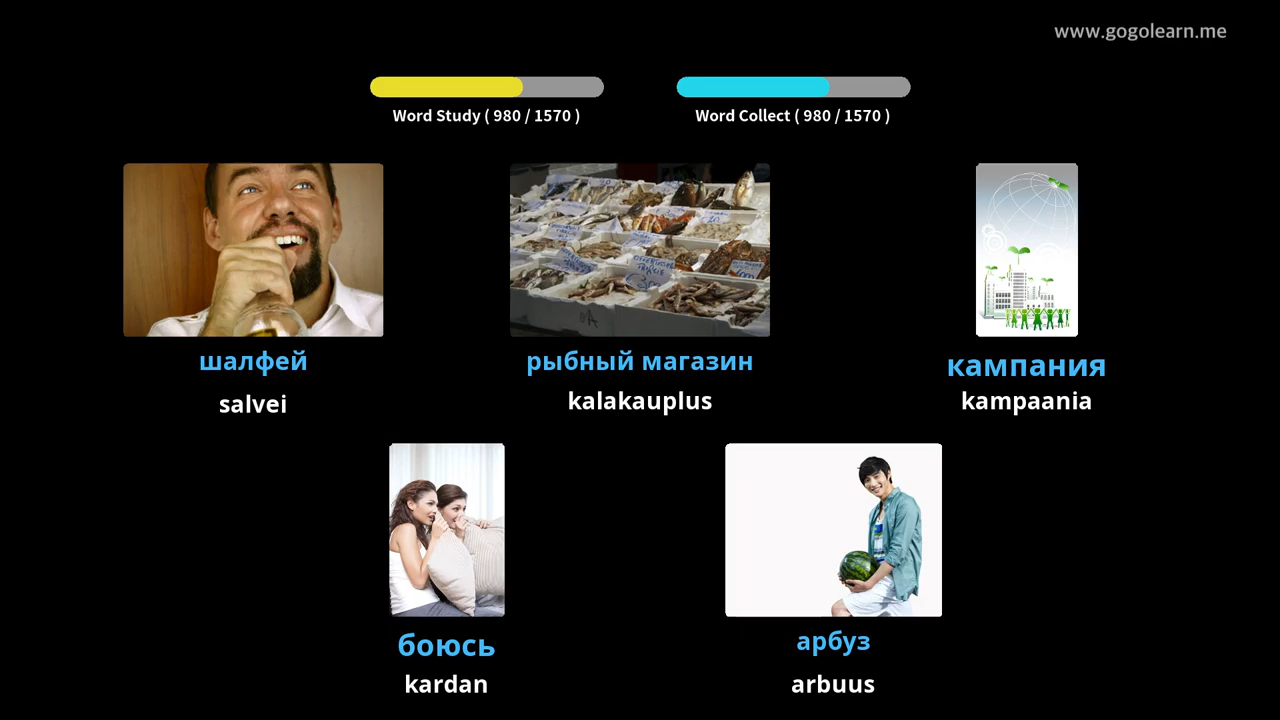 www.gogolearn.me
Word Study ( 980 / 1570 )
Word Collect ( 980 / 1570 )
шалфей
salvei
рыбный магазин
kalakauplus
кампания
kampaania
боюсь
kardan
арбуз
arbuus